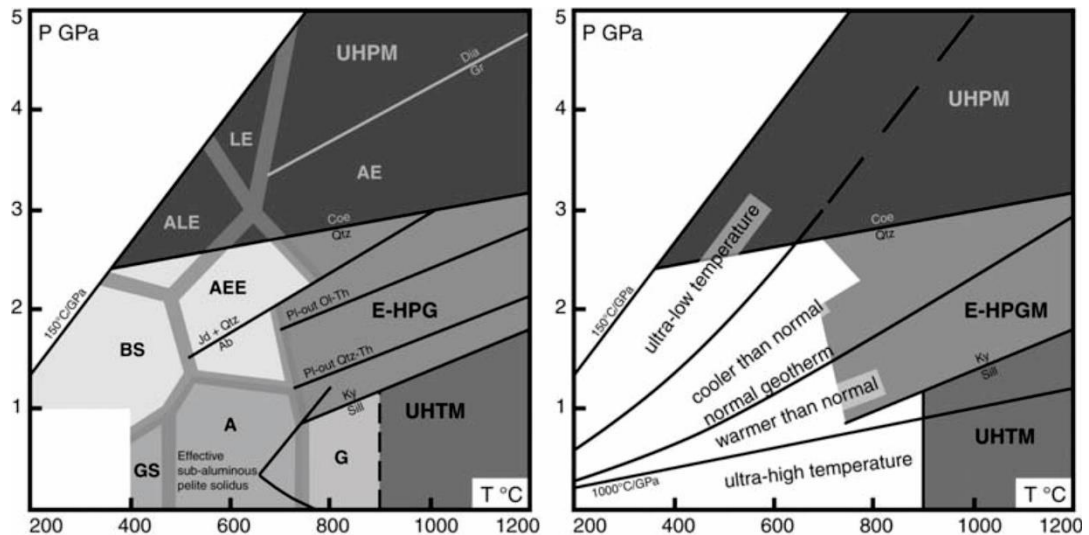 5
P GPa
UHPM
Dia
Gr
4
LE
AE
3
ALE
Coe
Qtz
AEE
Pl-out Ol-Th
E-HPG
2
150°C/GPa
Jd + Qtz
Ab
BS
Pl-out Qtz-Th
Ky
Sill
UHTM
1
A
GS
Effective
sub-aluminous
pelite solidus
G
T °C
200
400
600
800
1000
1200
5
P GPa
UHPM
4
3
Coe
Qtz
ultra-low temperature
2
150°C/GPa
E-HPGM
cooler than normal
normal geotherm
warmer than normal
Ky
Sill
1
UHTM
ultra-high temperature
1000°C/GPa
T °C
200
400
600
800
1000
1200